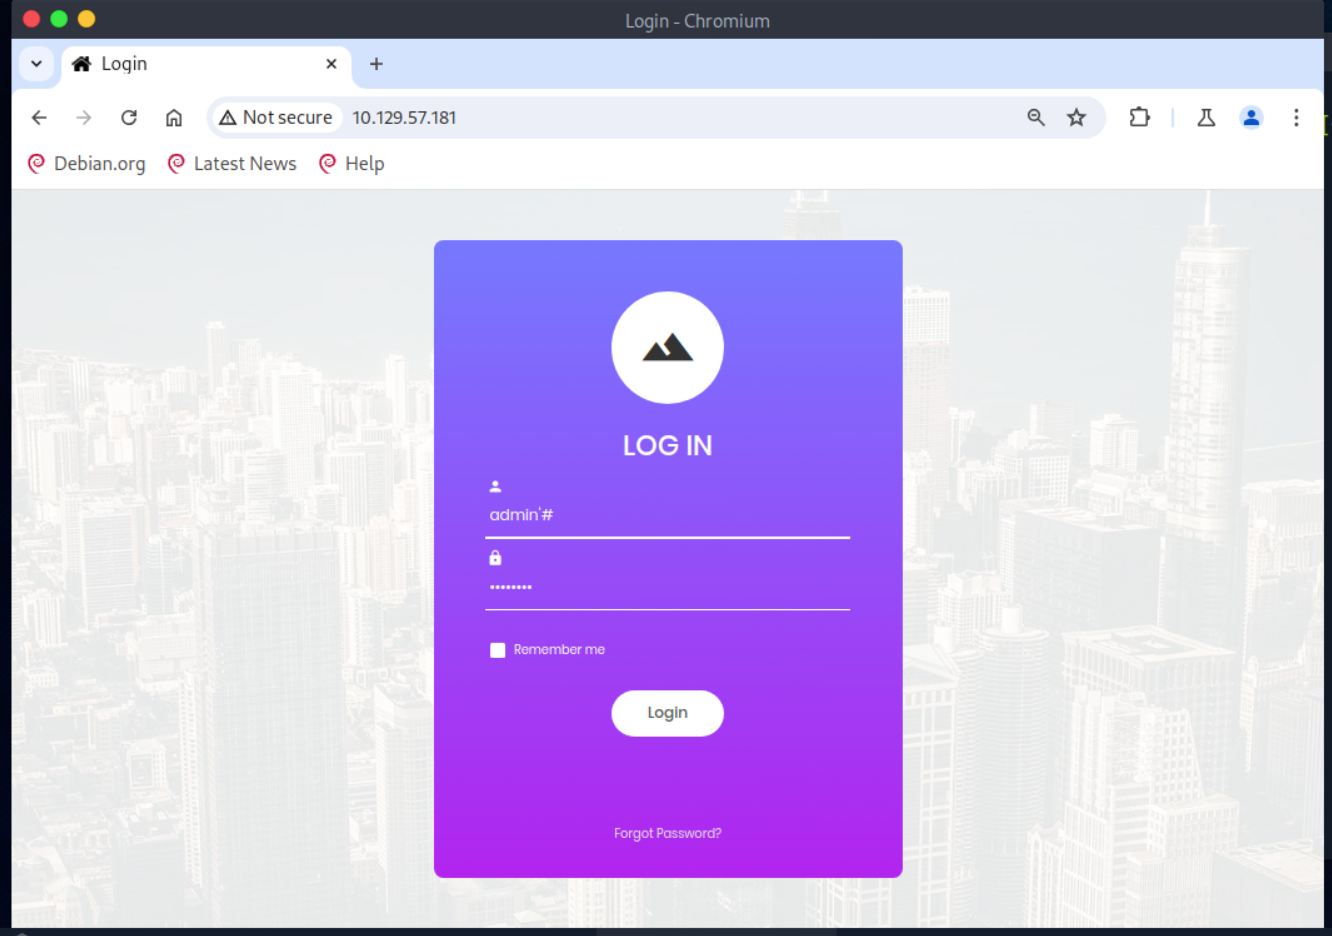 Login - Chromium
Login
Not secure 10.129.57.181
Debian.org Latest News Help
LOG IN
admin'#
••••••••
Remember me
Login
Forgot Password?